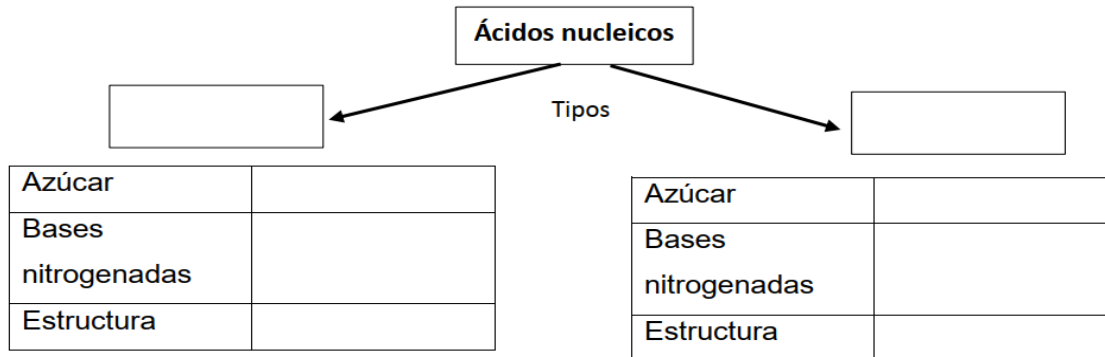 Ácidos nucleicos
Tipos
Azúcar
Bases
nitrogenadas
Estructura
Azúcar
Bases
nitrogenadas
Estructura